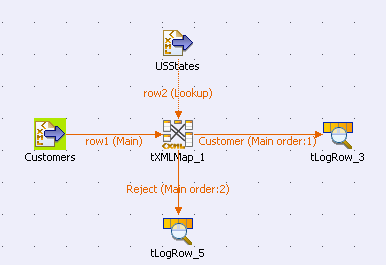 USStates
row2 (Lookup)
Customers
row1 (Main)
tXMLMap_1
Customer (Main order:1)
tLogRow_3
Reject (Main order:2)
tLogRow_5